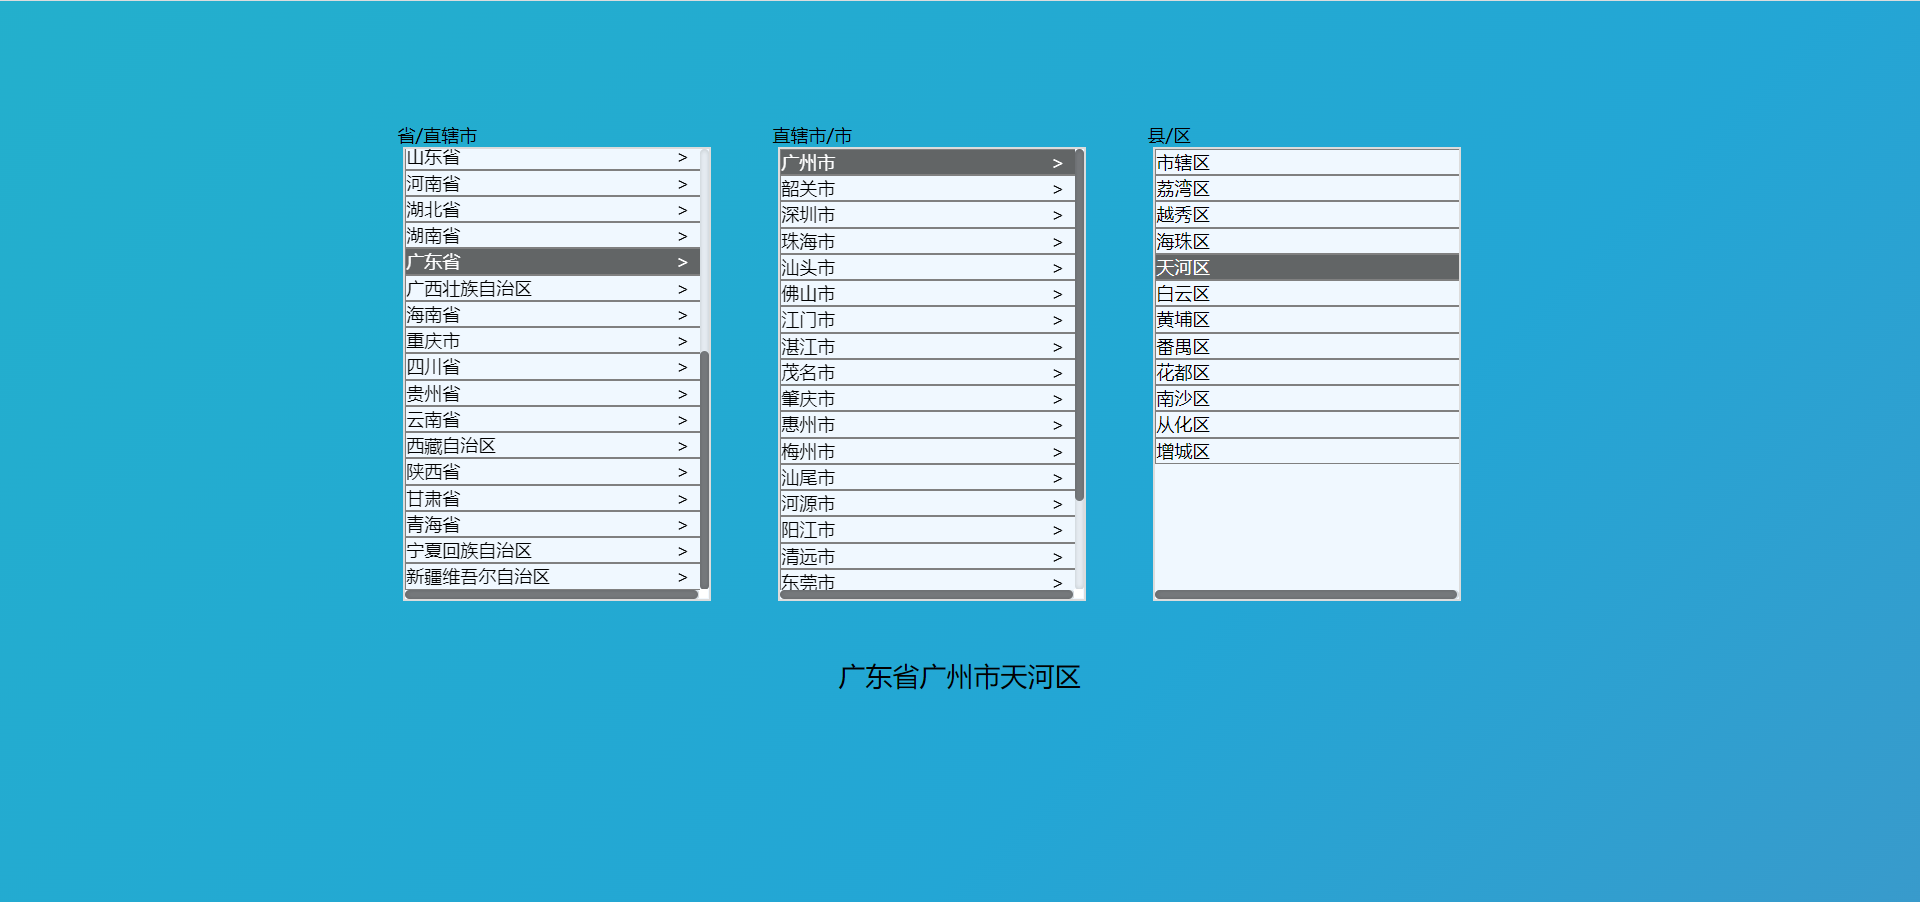 省/直辖市
山东省 >
河南省 >
湖北省 >
湖南省 >
广东省 >
广西壮族自治区 >
海南省 >
重庆市 >
四川省 >
贵州省 >
云南省 >
西藏自治区 >
陕西省 >
甘肃省 >
青海省 >
宁夏回族自治区 >
新疆维吾尔自治区 >
直辖市/市
广州市 >
韶关市 >
深圳市 >
珠海市 >
汕头市 >
佛山市 >
江门市 >
湛江市 >
茂名市 >
肇庆市 >
惠州市 >
梅州市 >
汕尾市 >
河源市 >
阳江市 >
清远市 >
东莞市 >
县/区
市辖区
荔湾区
越秀区
海珠区
天河区
白云区
黄埔区
番禺区
花都区
南沙区
从化区
增城区
广东省广州市天河区